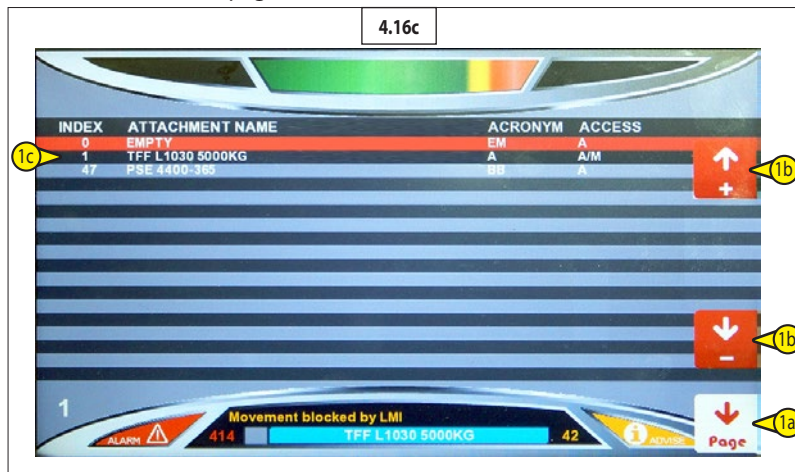 4.16c
INDEX ATTACHMENT NAME ACRONYM ACCESS
0 EMPTY EM A
1c 1 TFF L1030 5000KG A A/M
47 PSE 4400-365 BB A
1b
+
1b
–
1
Movement blocked by LMI
ALARM 414 TFF L1030 5000KG 42 i ADVISE
Page 1a